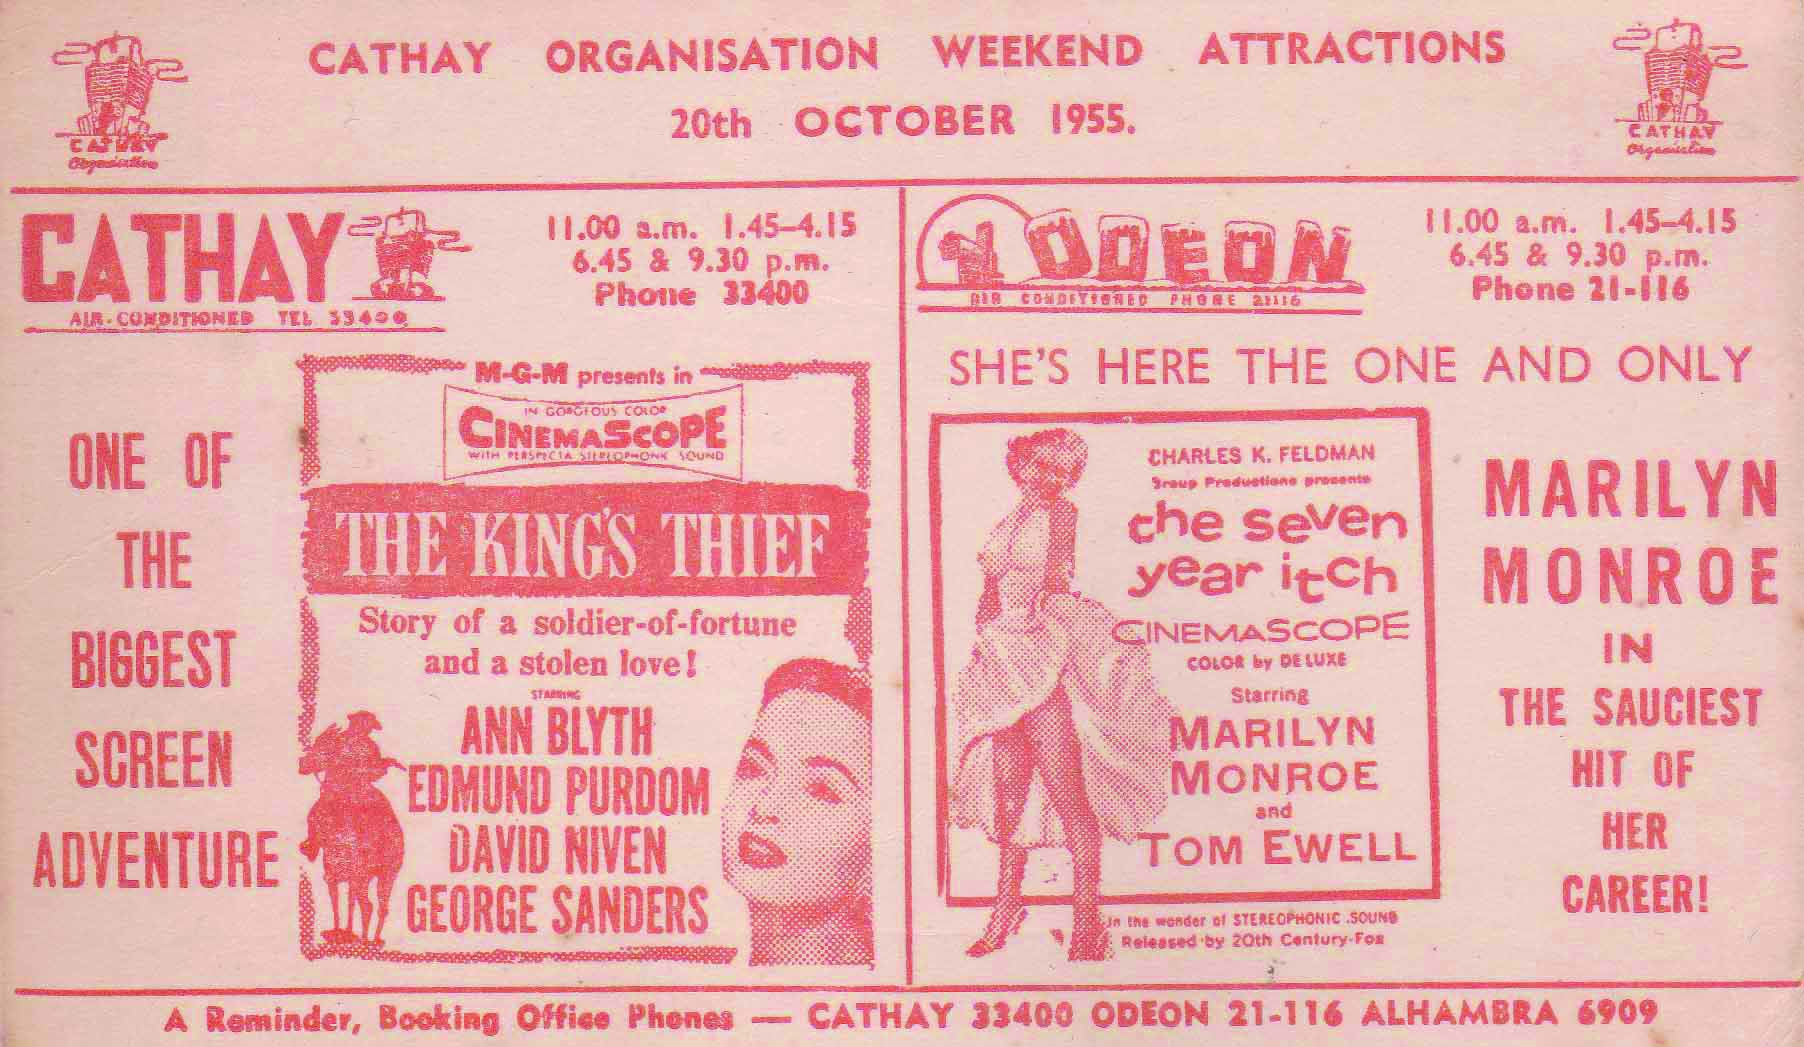 CATHAY ORGANISATION WEEKEND ATTRACTIONS
20th OCTOBER 1955.
CATHAY
Organisation
CATHAY
Organisation
CATHAY
AIR-CONDITIONED TEL 33400
11.00 a.m. 1.45–4.15
6.45 & 9.30 p.m.
Phone 33400
ONE OF
THE
BIGGEST
SCREEN
ADVENTURE
M-G-M presents in
IN GORGEOUS COLOR
CINEMASCOPE
WITH PERSPECTA STEREOPHONIC SOUND
THE KING'S THIEF
Story of a soldier-of-fortune
and a stolen love!
STARRING
ANN BLYTH
EDMUND PURDOM
DAVID NIVEN
GEORGE SANDERS
ODEON
AIR CONDITIONED PHONE 21116
11.00 a.m. 1.45–4.15
6.45 & 9.30 p.m.
Phone 21-116
SHE'S HERE THE ONE AND ONLY
CHARLES K. FELDMAN
Group Productions presents
the seven
year itch
CINEMASCOPE
COLOR by DE LUXE
Starring
MARILYN
MONROE
and
TOM EWELL
In the wonder of STEREOPHONIC SOUND
Released by 20th Century-Fox
MARILYN
MONROE
IN
THE SAUCIEST
HIT OF
HER
CAREER!
A Reminder, Booking Office Phones — CATHAY 33400 ODEON 21-116 ALHAMBRA 6909